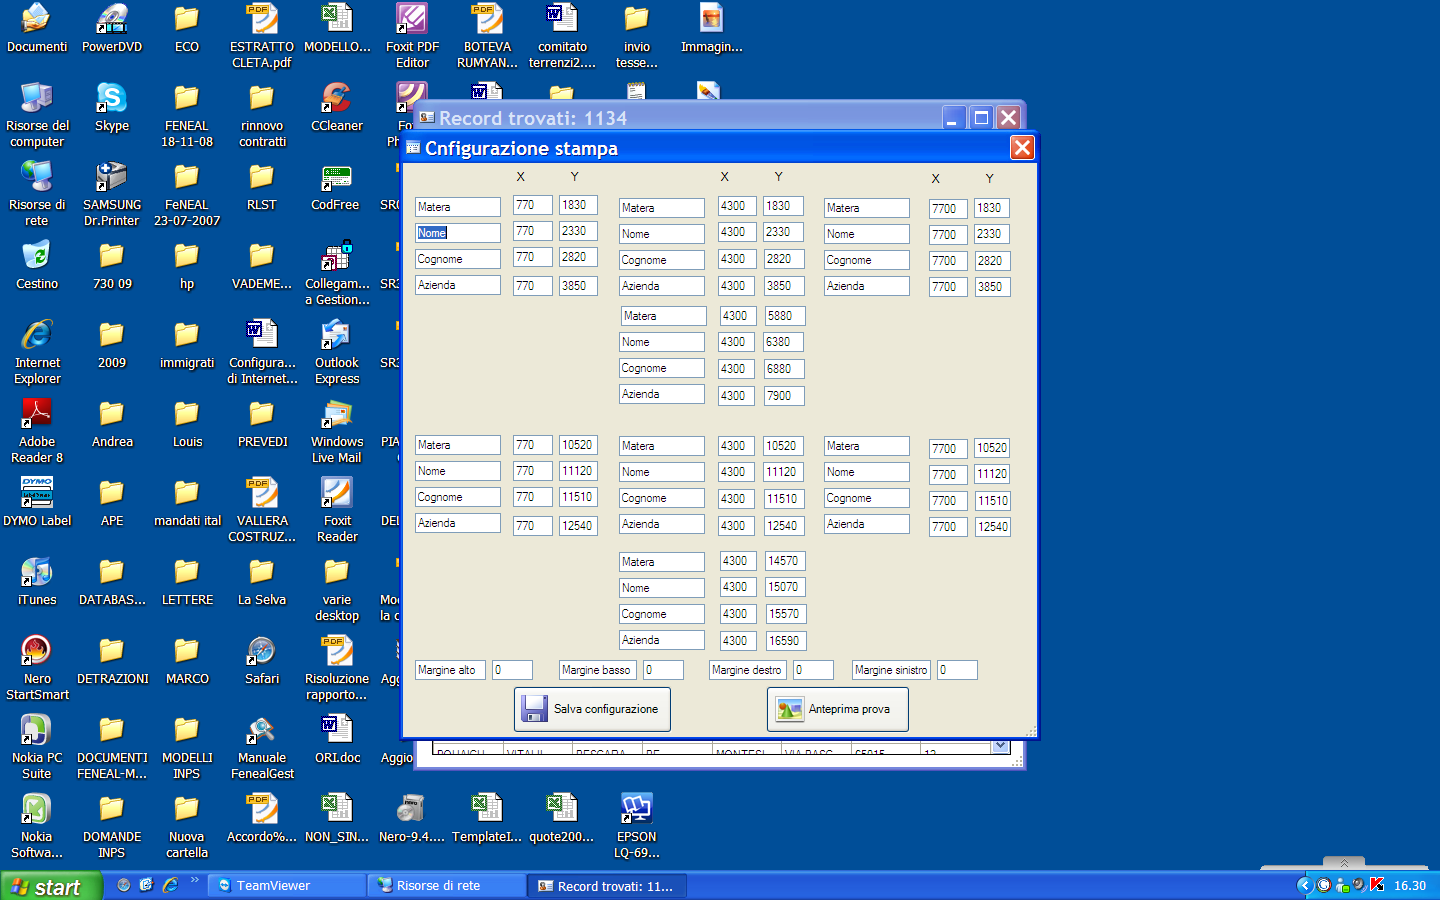 Documenti
PowerDVD
ECO
ESTRATTO
CLETA.pdf
MODELLO...
Foxit PDF
Editor
BOTEVA
RUMYAN...
comitato
terrenzi2....
invio
tesse...
Immagin...
Risorse del
computer
Skype
FENEAL
18-11-08
rinnovo
contratti
CCleaner
Risorse di
rete
SAMSUNG
Dr.Printer
FeNEAL
23-07-2007
RLST
CodFree
Cestino
730 09
hp
VADEME...
Collegam...
a Gestion...
Internet
Explorer
2009
immigrati
Configura...
di Internet...
Outlook
Express
Adobe
Reader 8
Andrea
Louis
PREVEDI
Windows
Live Mail
DYMO Label
APE
mandati ital
VALLERA
COSTRUZ...
Foxit
Reader
iTunes
DATABAS...
LETTERE
La Selva
varie
desktop
Nero
StartSmart
DETRAZIONI
MARCO
Safari
Risoluzione
rapporto...
Nokia PC
Suite
DOCUMENTI
FENEAL-M...
MODELLI
INPS
Manuale
FenealGest
ORI.doc
Aggio
Nokia
Softwa...
DOMANDE
INPS
Nuova
cartella
Accordo%...
NON_SIN...
Nero-9.4....
TemplateI...
quote200...
EPSON
LQ-69...
Record trovati: 1134
Cnfigurazione stampa
X Y X Y X Y
Matera 770 1830 Matera 4300 1830 Matera 7700 1830
Nome 770 2330 Nome 4300 2330 Nome 7700 2330
Cognome 770 2820 Cognome 4300 2820 Cognome 7700 2820
Azienda 770 3850 Azienda 4300 3850 Azienda 7700 3850
Matera 4300 5880
Nome 4300 6380
Cognome 4300 6880
Azienda 4300 7900
Matera 770 10520 Matera 4300 10520 Matera 7700 10520
Nome 770 11120 Nome 4300 11120 Nome 7700 11120
Cognome 770 11510 Cognome 4300 11510 Cognome 7700 11510
Azienda 770 12540 Azienda 4300 12540 Azienda 7700 12540
Matera 4300 14570
Nome 4300 15070
Cognome 4300 15570
Azienda 4300 16590
Margine alto 0 Margine basso 0 Margine destro 0 Margine sinistro 0
Salva configurazione Anteprima prova
start
TeamViewer
Risorse di rete
Record trovati: 11...
16.30